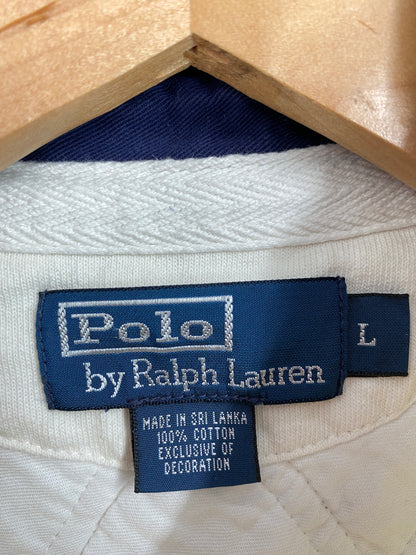 Polo
by Ralph Lauren
L
MADE IN SRI LANKA
100% COTTON
EXCLUSIVE OF
DECORATION